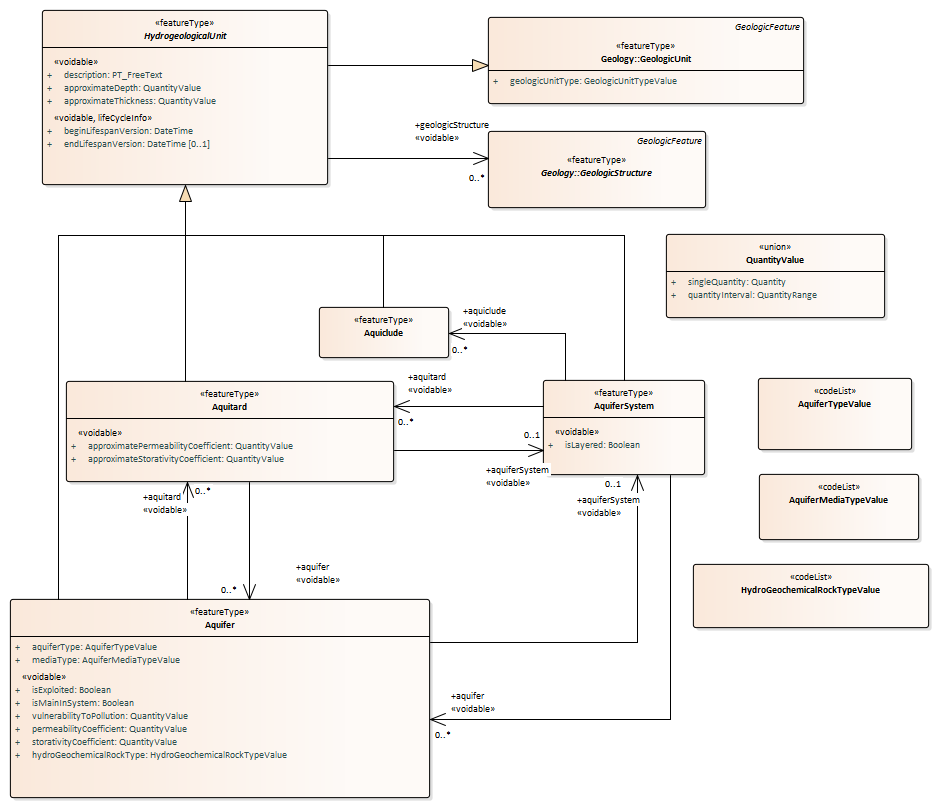 «featureType»
HydrogeologicalUnit
«voidable»
+ description: PT_FreeText
+ approximateDepth: QuantityValue
+ approximateThickness: QuantityValue
«voidable, lifeCycleInfo»
+ beginLifespanVersion: DateTime
+ endLifespanVersion: DateTime [0..1]
GeologicFeature
«featureType»
Geology::GeologicUnit
+ geologicUnitType: GeologicUnitTypeValue
+geologicStructure
«voidable»
0..*
GeologicFeature
«featureType»
Geology::GeologicStructure
«union»
QuantityValue
+ singleQuantity: Quantity
+ quantityInterval: QuantityRange
«featureType»
Aquiclude
+aquiclude
«voidable»
0..*
«featureType»
Aquitard
«voidable»
+ approximatePermeabilityCoefficient: QuantityValue
+ approximateStorativityCoefficient: QuantityValue
+aquitard
«voidable»
0..*
«featureType»
AquiferSystem
«voidable»
+ isLayered: Boolean
0..1
+aquiferSystem
«voidable»
0..1
+aquiferSystem
«voidable»
«codeList»
AquiferTypeValue
«codeList»
AquiferMediaTypeValue
«codeList»
HydroGeochemicalRockTypeValue
+aquitard
«voidable»
0..*
+aquifer
«voidable»
0..*
«featureType»
Aquifer
+ aquiferType: AquiferTypeValue
+ mediaType: AquiferMediaTypeValue
«voidable»
+ isExploited: Boolean
+ isMainInSystem: Boolean
+ vulnerabilityToPollution: QuantityValue
+ permeabilityCoefficient: QuantityValue
+ storativityCoefficient: QuantityValue
+ hydroGeochemicalRockType: HydroGeochemicalRockTypeValue
+aquifer
«voidable»
0..*